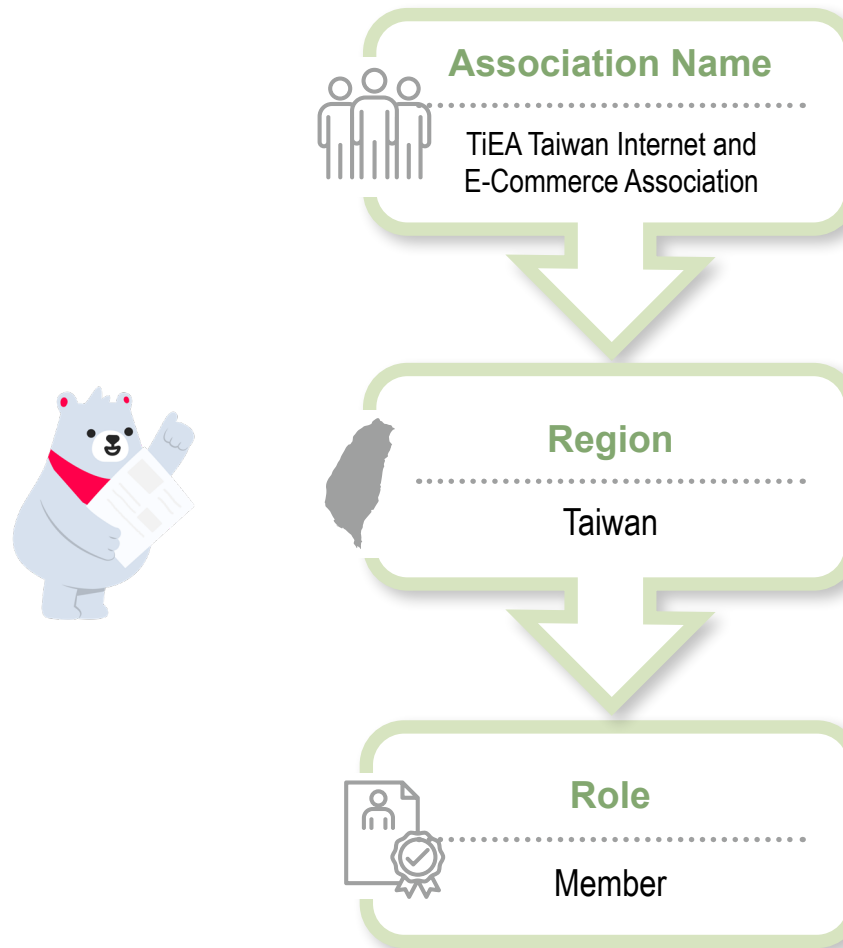 Association Name
TiEA Taiwan Internet and
E-Commerce Association
Region
Taiwan
Role
Member